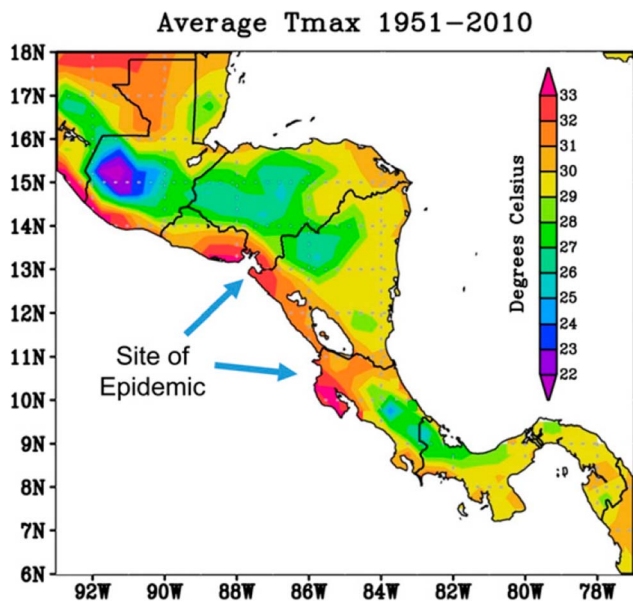 Average Tmax 1951−2010
18N
17N
16N
15N
14N
13N
12N
11N
10N
9N
8N
7N
6N
92W 90W 88W 86W 84W 82W 80W 78W
Site of
Epidemic
Degrees Celsius
33
32
31
30
29
28
27
26
25
24
23
22